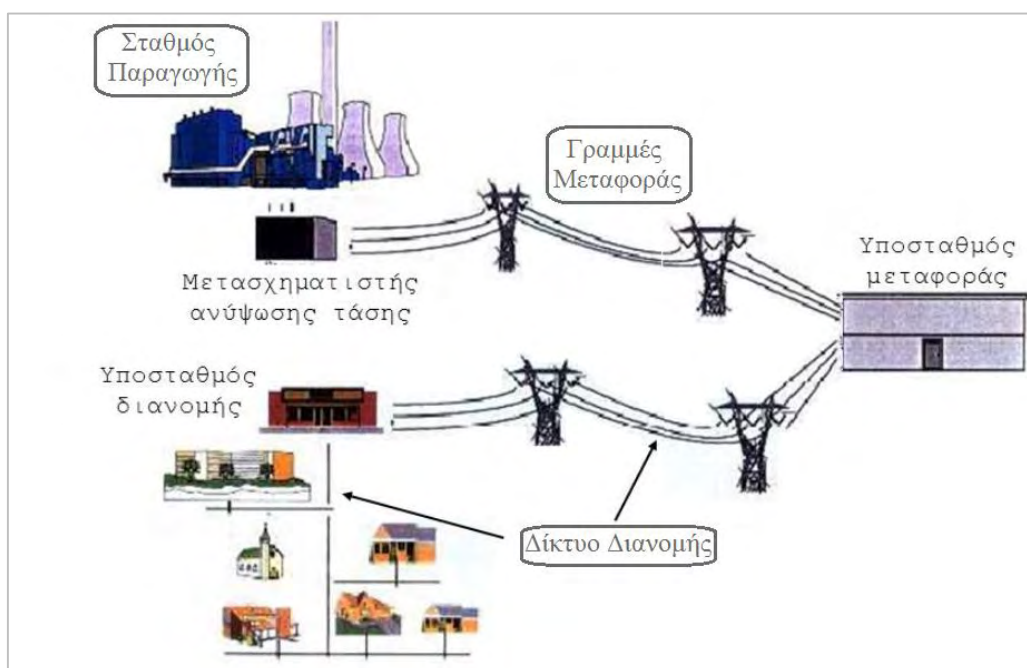 Σταθμός
Παραγωγής
Γραμμές
Μεταφοράς
Υποσταθμός
μεταφοράς
Μετασχηματιστής
ανύψωσης τάσης
Υποσταθμός
διανομής
Δίκτυο Διανομής